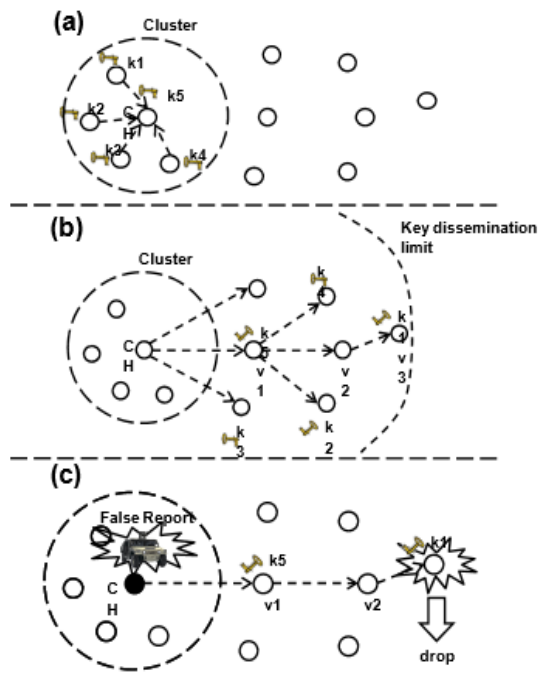 (a)
Cluster
k1
k5
k2
C
H
k3
k4
(b)
Key dissemination
limit
Cluster
k
4
k
1
v
3
C
H
k
5
v
1
v
2
k
3
k
2
(c)
False Report
k1
k5
C
H
v1
v2
drop